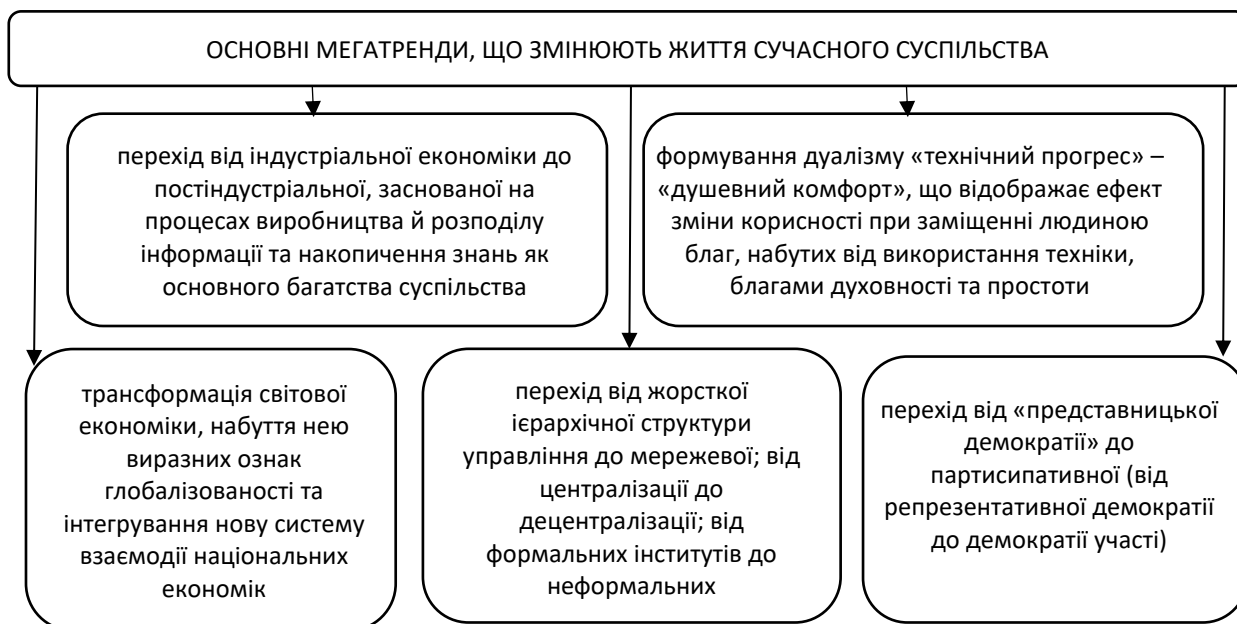 ОСНОВНІ МЕГАТРЕНДИ, ЩО ЗМІНЮЮТЬ ЖИТТЯ СУЧАСНОГО СУСПІЛЬСТВА
перехід від індустріальної економіки до
постіндустріальної, заснованої на
процесах виробництва й розподілу
інформації та накопичення знань як
основного багатства суспільства
формування дуалізму «технічний прогрес» –
«душевний комфорт», що відображає ефект
зміни корисності при заміщенні людиною
благ, набутих від використання техніки,
благами духовності та простоти
трансформація світової
економіки, набуття нею
виразних ознак
глобалізованості та
інтегрування нову систему
взаємодії національних
економік
перехід від жорсткої
ієрархічної структури
управління до мережевої; від
централізації до
децентралізації; від
формальних інститутів до
неформальних
перехід від «представницької
демократії» до
партисипативної (від
репрезентативної демократії
до демократії участі)